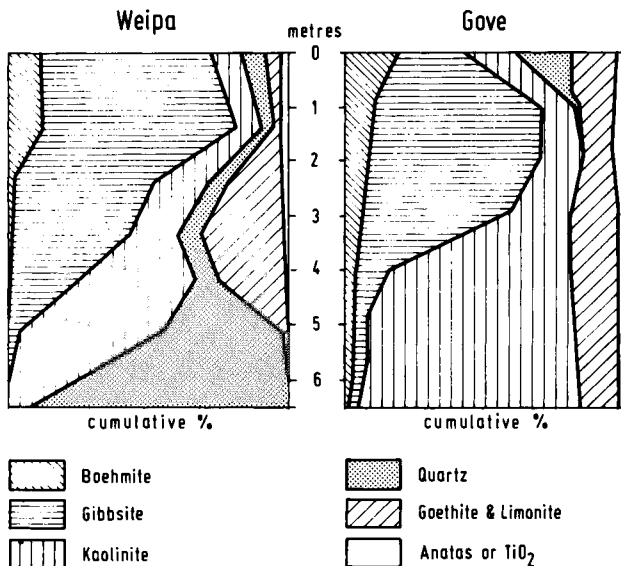 Weipa
metres
Gove
0
1
2
3
4
5
6
cumulative %
cumulative %
Boehmite
Quartz
Gibbsite
Goethite & Limonite
Kaolinite
Anatas or TiO2